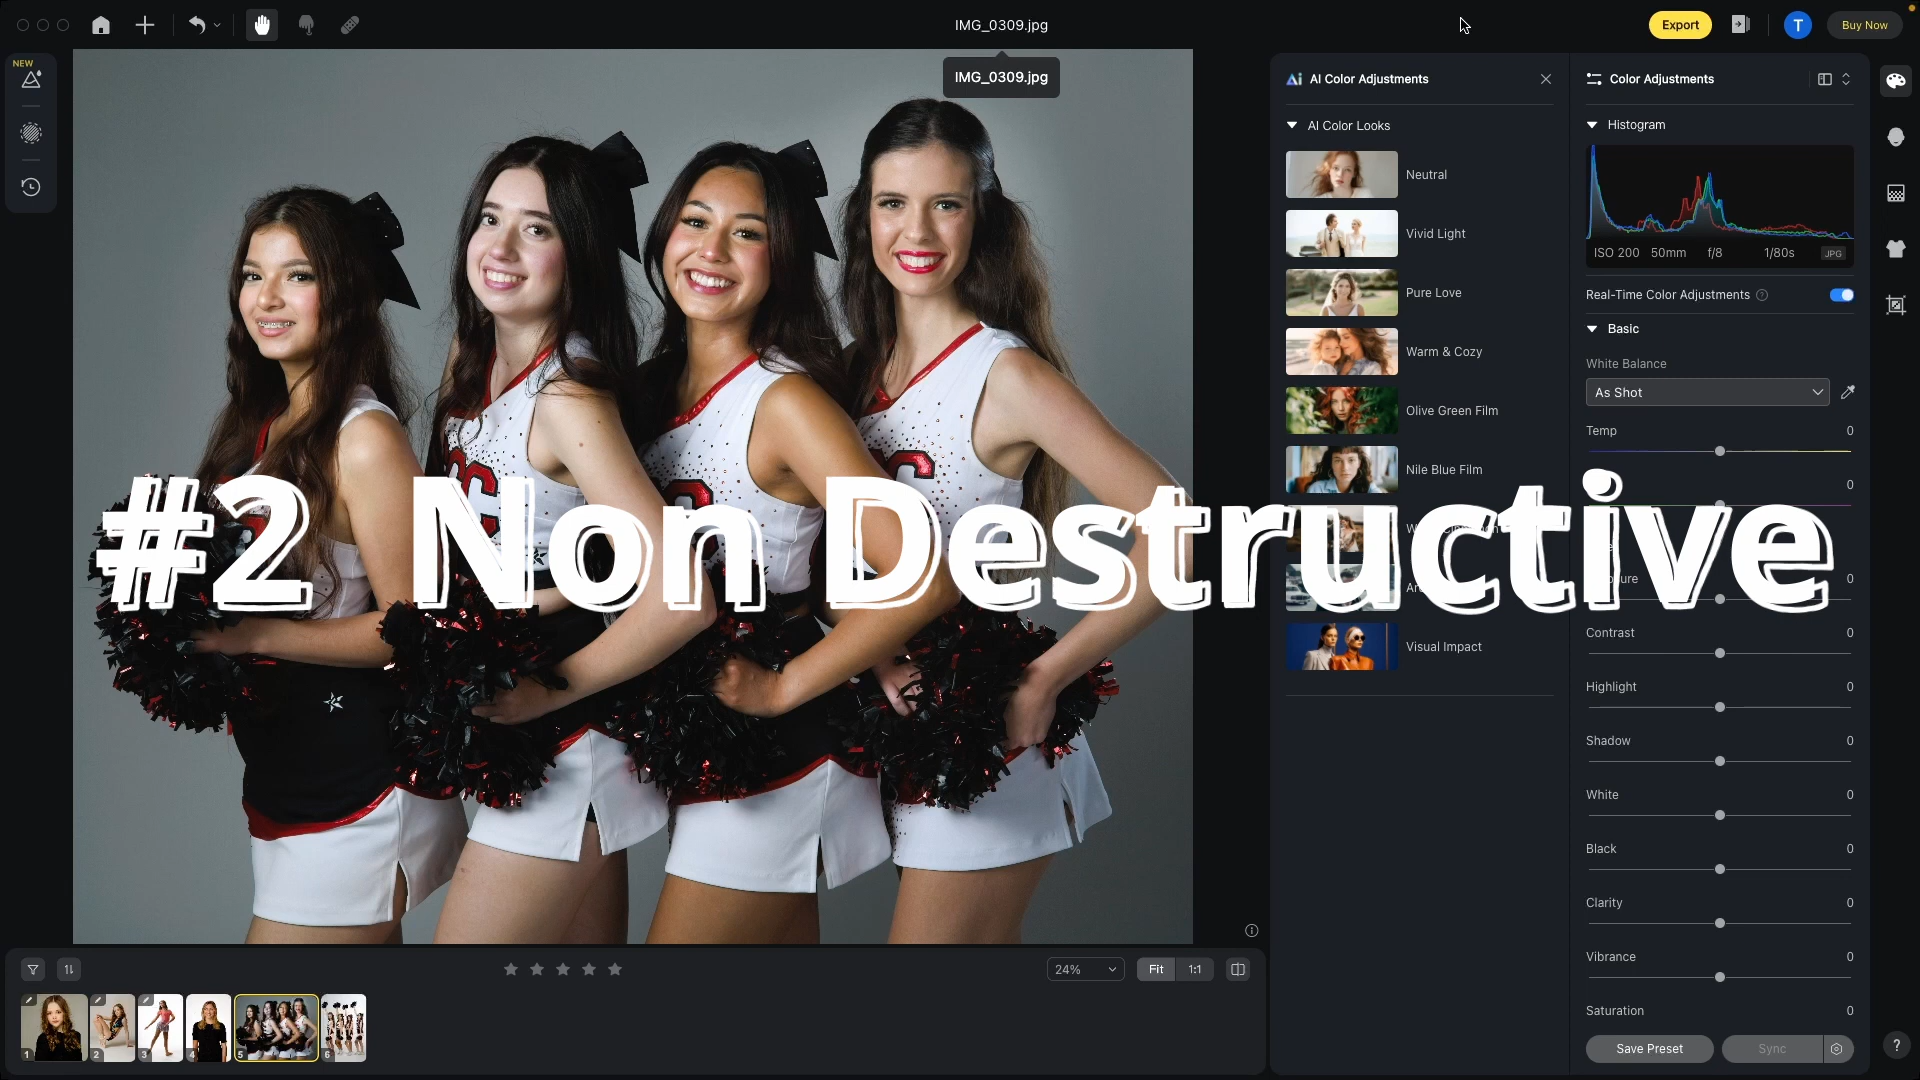 IMG_0309.jpg
Export
T
Buy Now
IMG_0309.jpg
NEW
AI Color Adjustments
AI Color Looks
Neutral
Vivid Light
Pure Love
Warm & Cozy
Olive Green Film
Nile Blue Film
Visual Impact
Color Adjustments
Histogram
ISO 200 50mm f/8 1/80s JPG
Real-Time Color Adjustments ?
Basic
White Balance
As Shot
Temp 0
0
#2 Non Destructive
0
Contrast 0
Highlight 0
Shadow 0
White 0
Black 0
Clarity 0
Vibrance 0
Saturation 0
Save Preset
Sync
?
24%
Fit
1:1
1
2
3
4
5
6